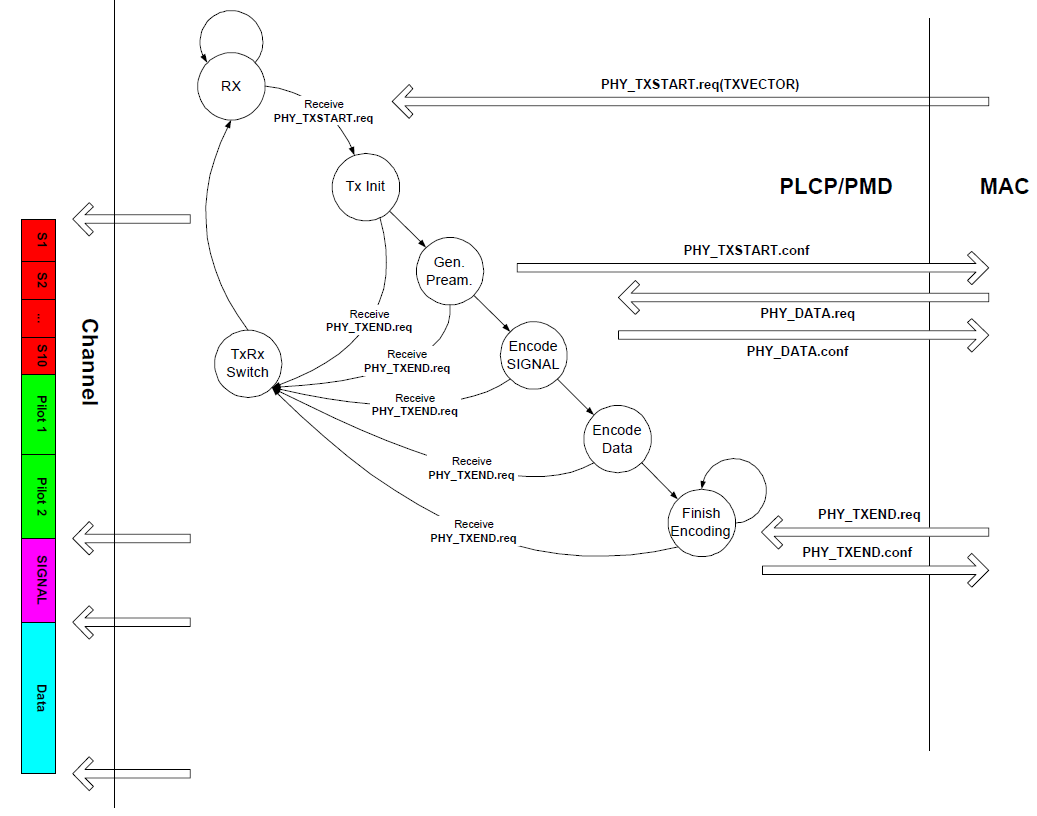 RX
Receive
PHY_TXSTART.req
PHY_TXSTART.req(TXVECTOR)
Tx Init
PLCP/PMD
MAC
S1
S2
...
S10
Pilot 1
Pilot 2
SIGNAL
Data
Channel
Gen.
Pream.
PHY_TXSTART.conf
PHY_DATA.req
PHY_DATA.conf
Receive
PHY_TXEND.req
TxRx
Switch
Receive
PHY_TXEND.req
Encode
SIGNAL
Receive
PHY_TXEND.req
Encode
Data
Receive
PHY_TXEND.req
Finish
Encoding
Receive
PHY_TXEND.req
PHY_TXEND.req
PHY_TXEND.conf